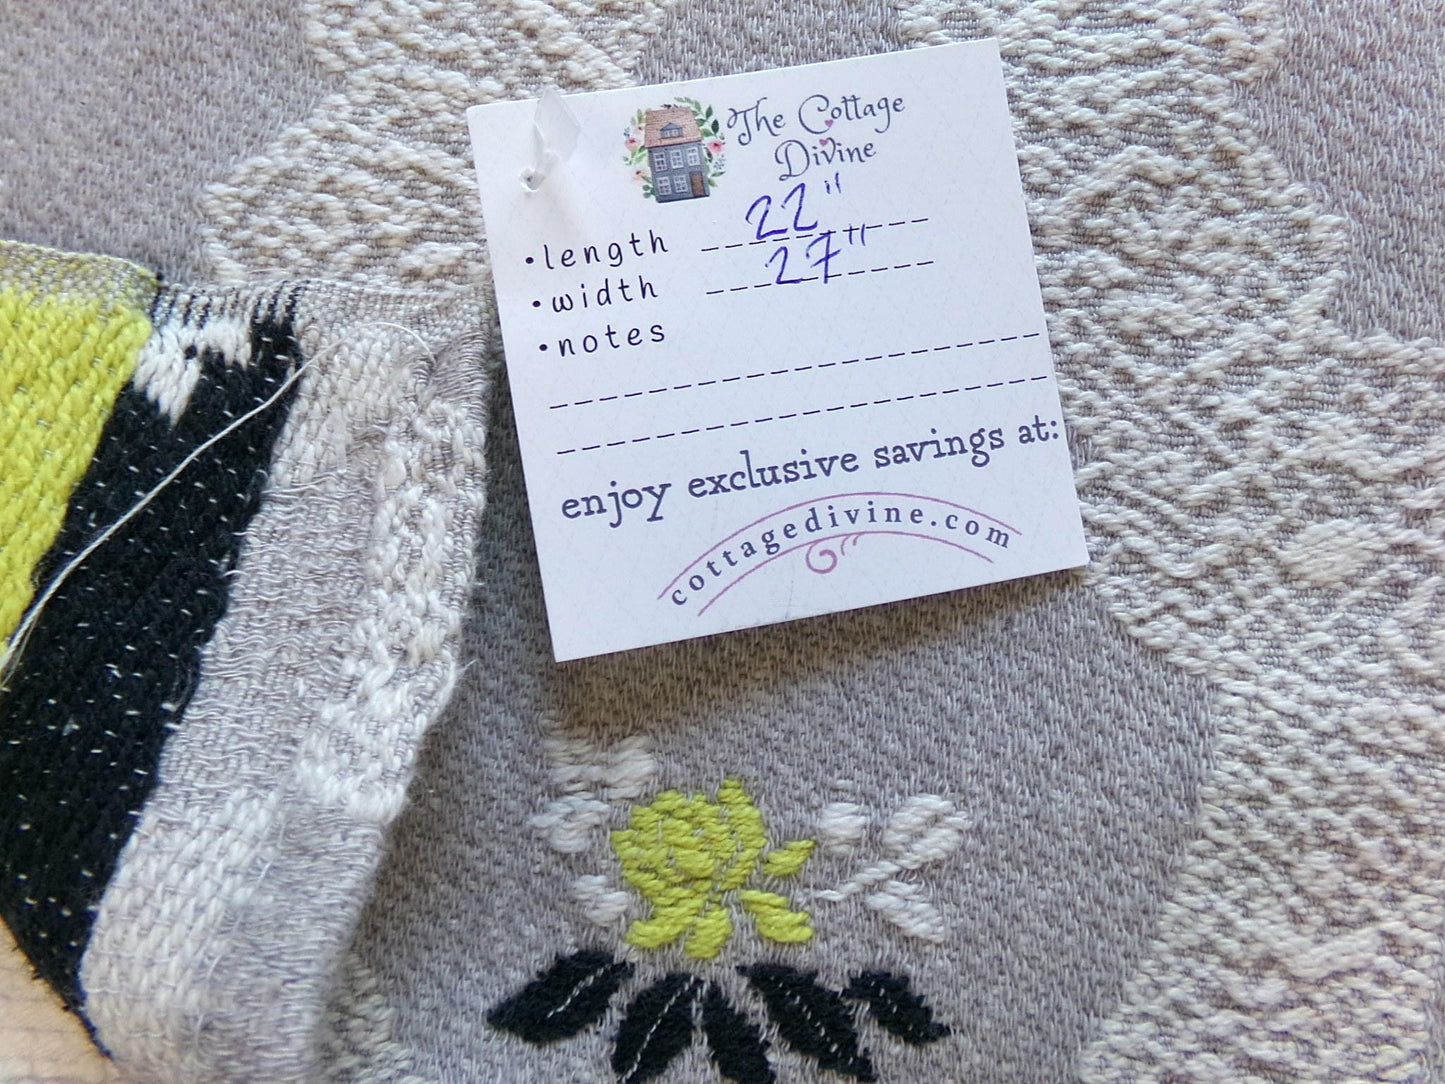 The Cottage
Divine
• length 22"
• width 27"
• notes
enjoy exclusive savings at:
cottagedivine.com